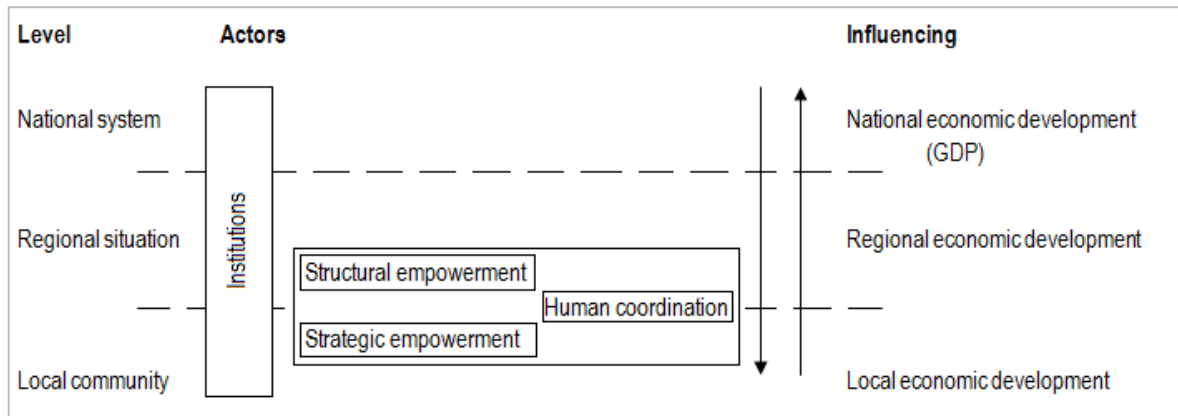 Level Actors Influencing
National system National economic development
(GDP)
Institutions
Regional situation Regional economic development
Structural empowerment
Human coordination
Strategic empowerment
Local community Local economic development